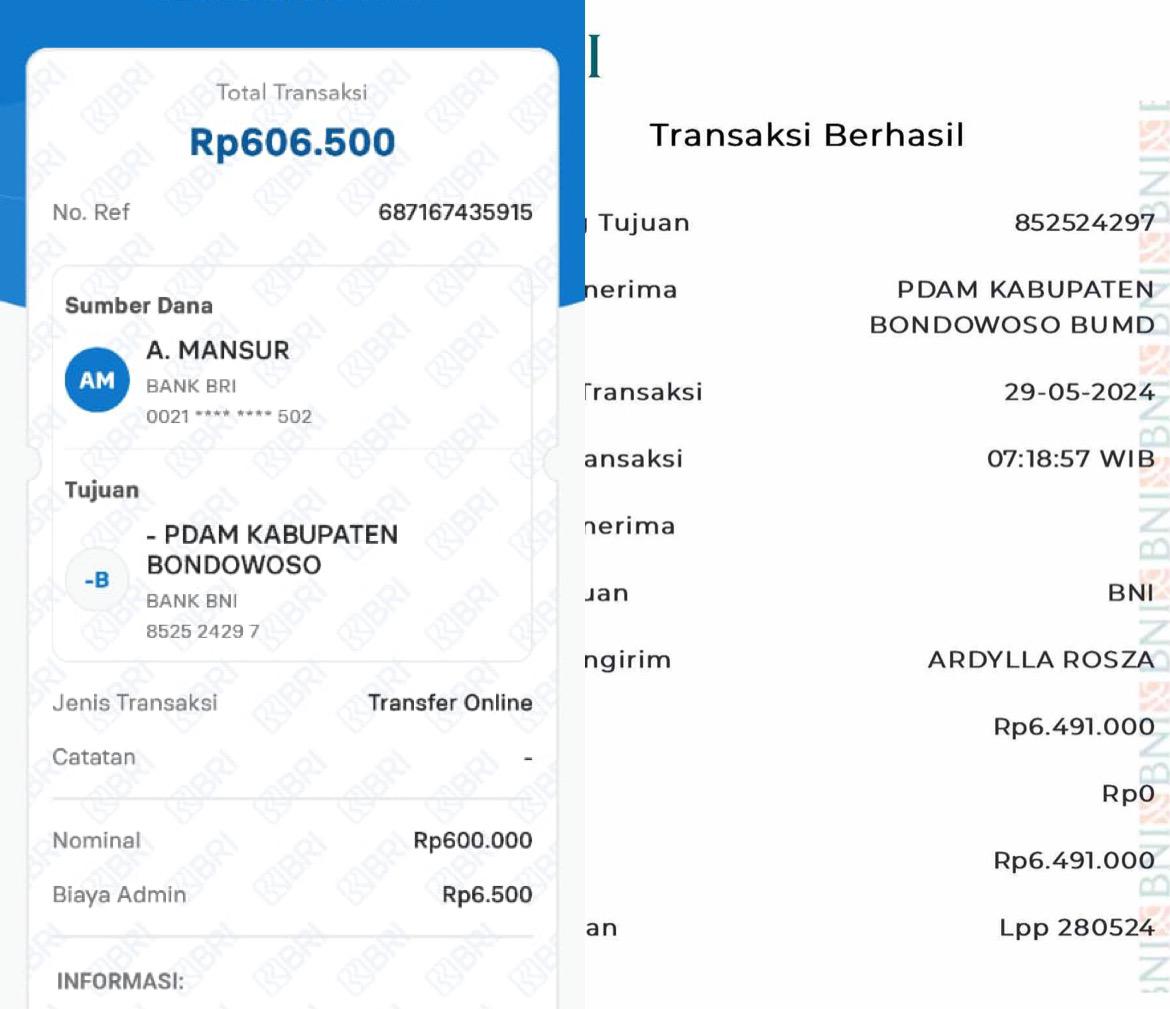 Total Transaksi
Rp606.500
No. Ref 687167435915
Sumber Dana
AM
A. MANSUR
BANK BRI
0021 **** **** 502
Tujuan
-B
- PDAM KABUPATEN
BONDOWOSO
BANK BNI
8525 2429 7
Jenis Transaksi Transfer Online
Catatan -
Nominal Rp600.000
Biaya Admin Rp6.500
INFORMASI:
I
Transaksi Berhasil
Tujuan 852524297
nerima PDAM KABUPATEN
BONDOWOSO BUMD
Transaksi 29-05-2024
ansaksi 07:18:57 WIB
nerima
uan BNI
ngirim ARDYLLA ROSZA
Rp6.491.000
Rp0
Rp6.491.000
an Lpp 280524